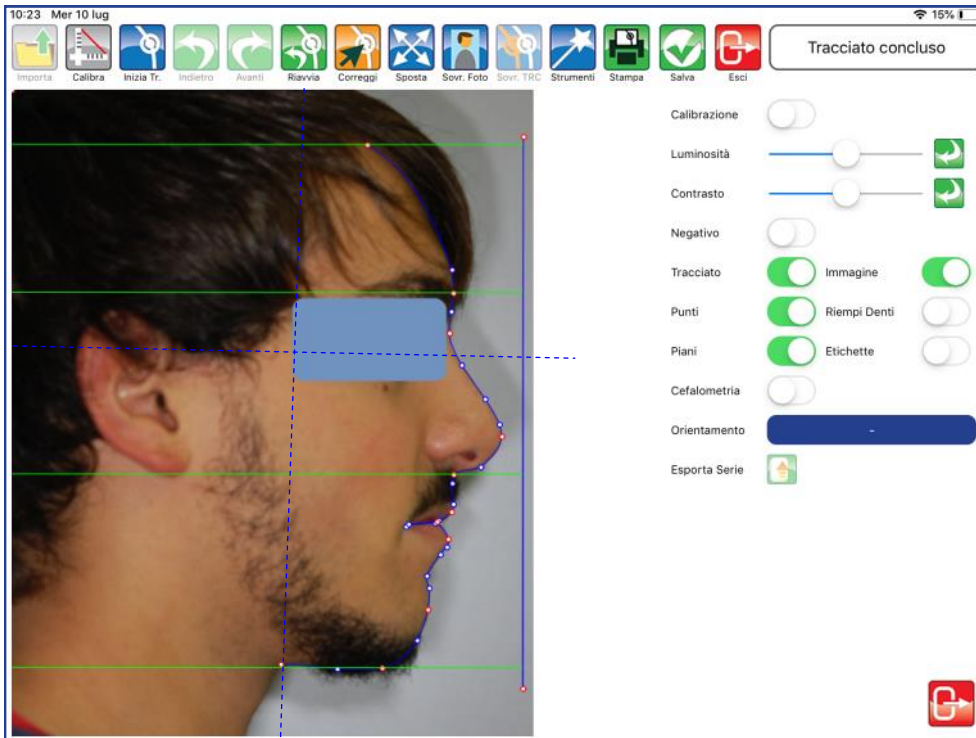 10:23 Mer 10 lug
15%
Importa Calibra Inizia Tr. Indietro Avanti Riavvia Correggi Sposta Sovr. Foto Sovr. TRC Strumenti Stampa Salva Esci
Tracciato concluso
Calibrazione
Luminosità
Contrasto
Negativo
Tracciato Immagine
Punti Riempi Denti
Piani Etichette
Cefalometria
Orientamento -
Esporta Serie